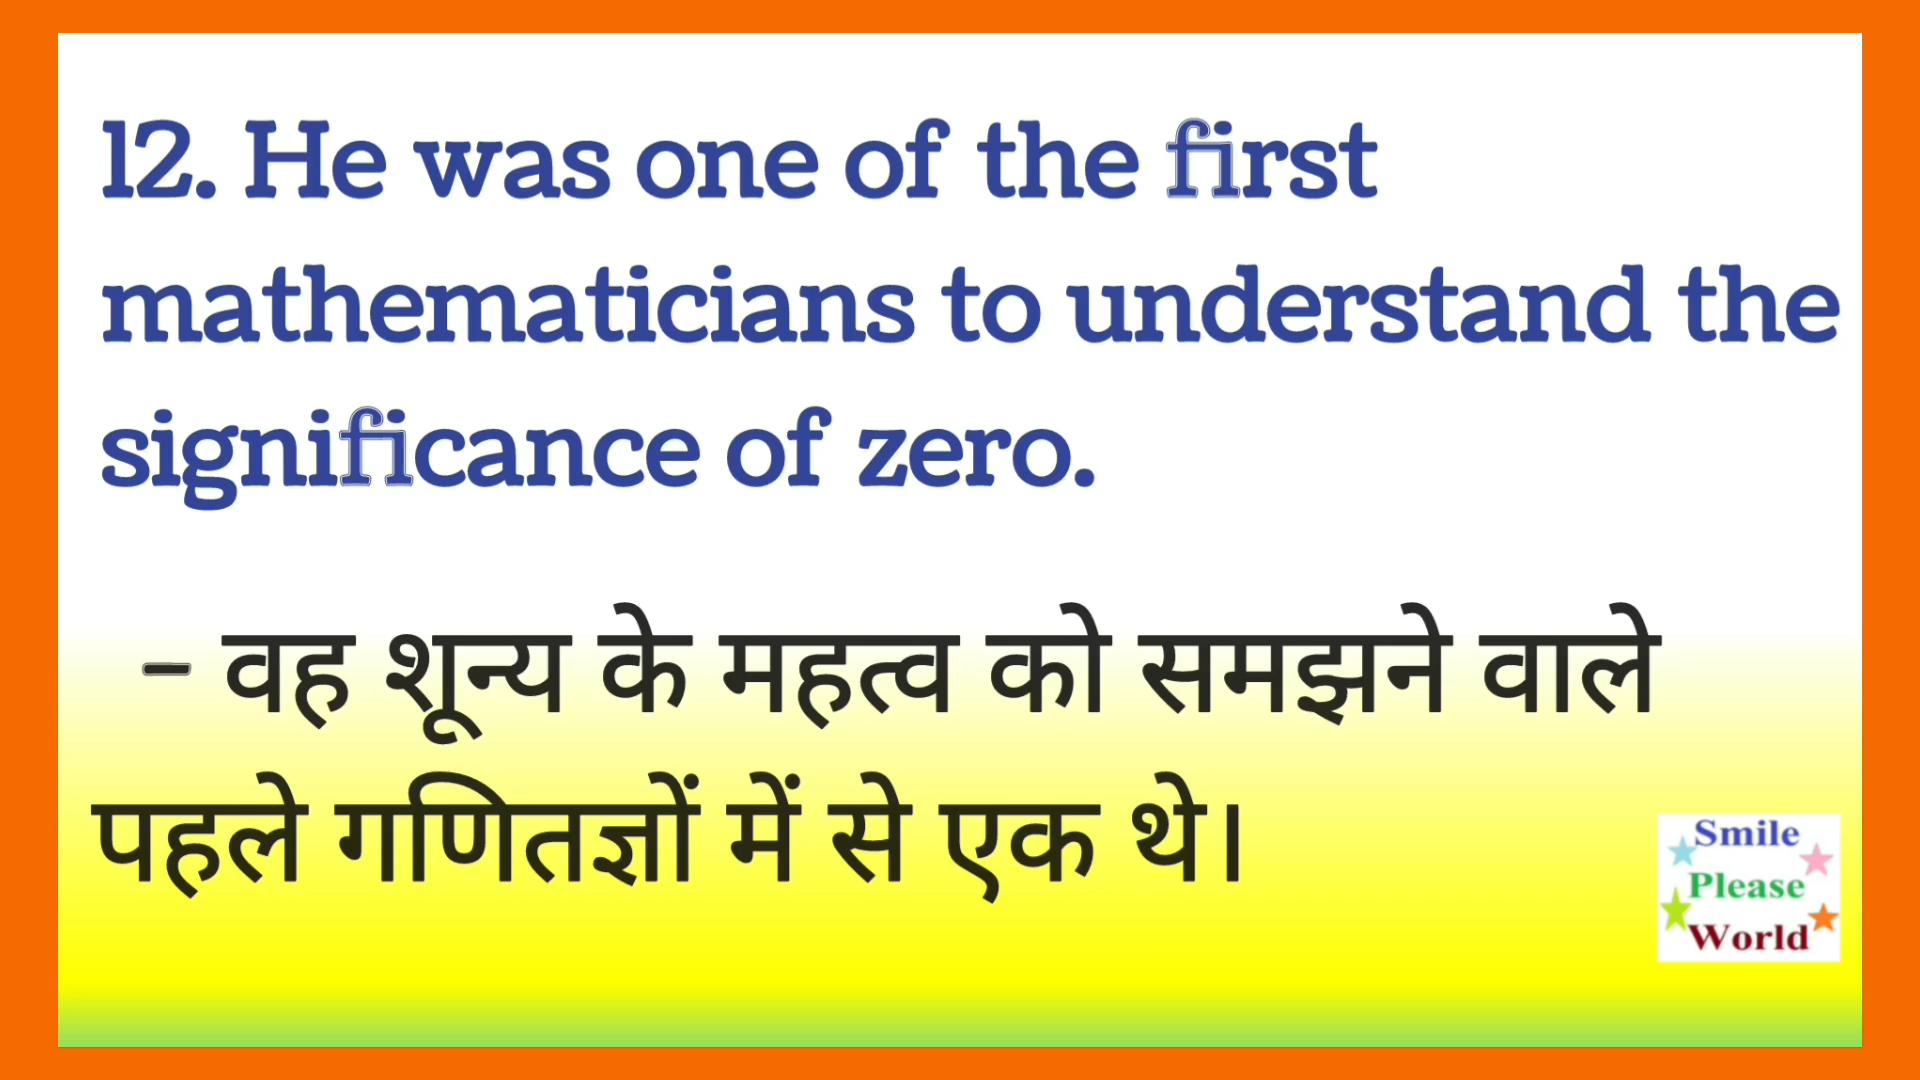 12. He was one of the first
mathematicians to understand the
significance of zero.
- वह शून्य के महत्व को समझने वाले
पहले गणितज्ञों में से एक थे।
Smile
Please
World